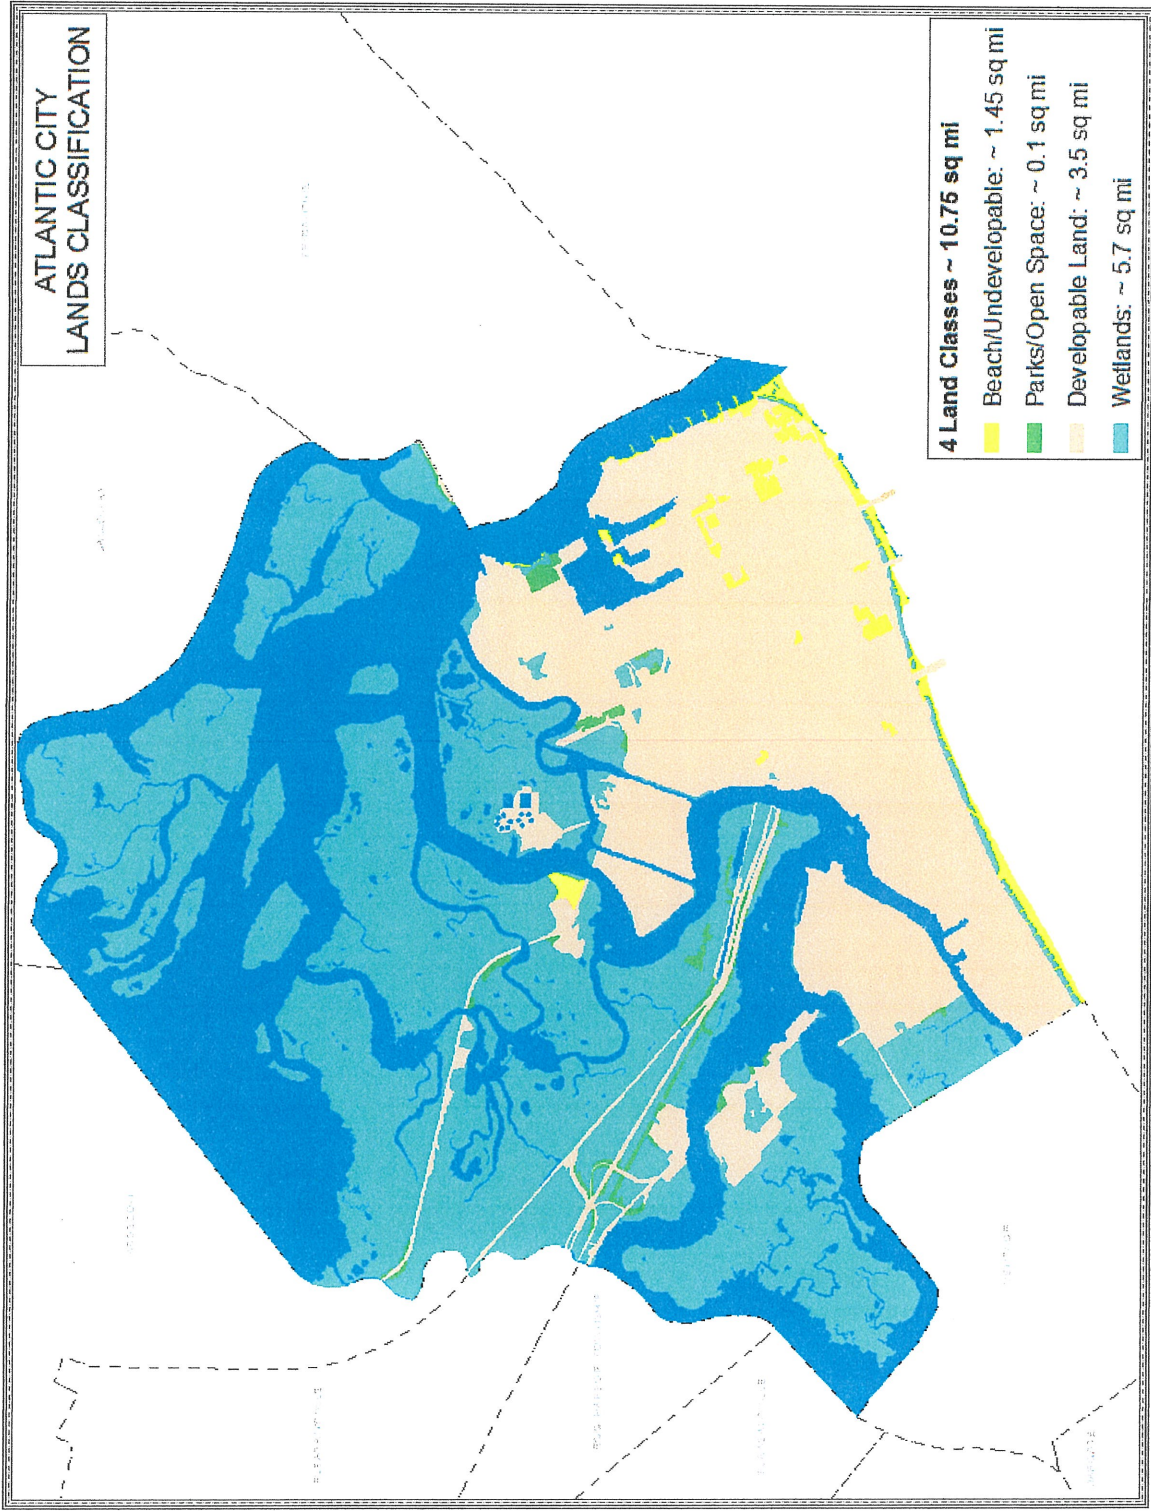 ATLANTIC CITY
LANDS CLASSIFICATION
4 Land Classes ~ 10.75 sq mi
Beach/Undevelopable: ~ 1.45 sq mi
Parks/Open Space: ~ 0.1 sq mi
Developable Land: ~ 3.5 sq mi
Wetlands: ~ 5.7 sq mi